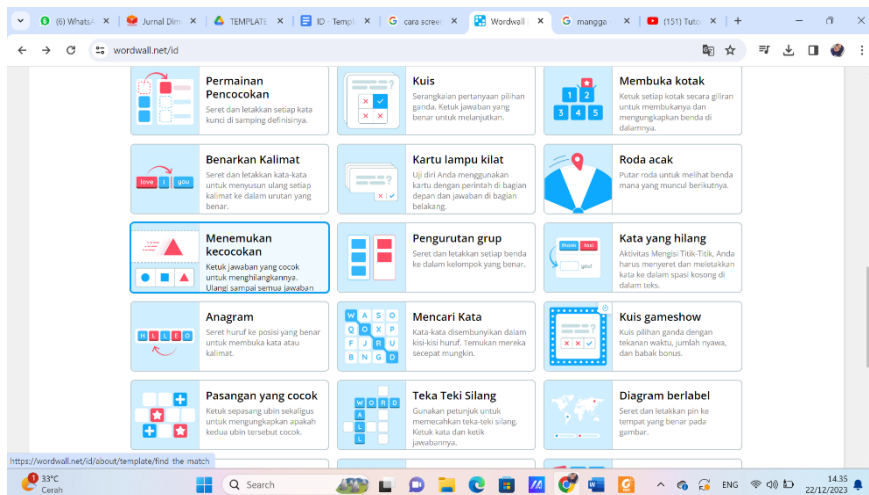 (6) WhatsA
Jurnal Dim
TEMPLATE
ID - Templ
cara scree
Wordwall |
mangga
(151) Tuto
wordwall.net/id
Permainan
Pencocokan
Seret dan letakkan setiap kata
kunci di samping definisinya.
Kuis
Serangkaian pertanyaan pilihan
ganda. Ketuk jawaban yang
benar untuk melanjutkan.
1 2
3 4 5
Membuka kotak
Ketuk setiap kotak secara giliran
untuk membukanya dan
mengungkapkan benda di
dalamnya.
love i you
Benarkan Kalimat
Seret dan letakkan kata-kata
untuk menyusun ulang setiap
kalimat ke dalam urutan yang
benar.
Kartu lampu kilat
Uji diri Anda menggunakan
kartu dengan perintah di bagian
depan dan jawaban di bagian
belakang.
Roda acak
Putar roda untuk melihat benda
mana yang muncul berikutnya.
Menemukan
kecocokan
Ketuk jawaban yang cocok
untuk menghilangkannya.
Ulangi sampai semua jawaban
Pengurutan grup
Seret dan letakkan setiap benda
ke dalam kelompok yang benar.
you!
Kata yang hilang
Aktivitas Mengisi Titik-Titik, Anda
harus menyeret dan meletakkan
kata ke dalam spasi kosong di
dalam teks.
H L L E O
Anagram
Seret huruf ke posisi yang benar
untuk membuka kata atau
kalimat.
W A S O
Q O X P
F J R U
B N G D
Mencari Kata
Kata-kata disembunyikan dalam
kisi-kisi huruf. Temukan mereka
secepat mungkin.
Kuis gameshow
Kuis pilihan ganda dengan
tekanan waktu, jumlah nyawa,
dan babak bonus.
Pasangan yang cocok
Ketuk sepasang ubin sekaligus
untuk mengungkapkan apakah
kedua ubin tersebut cocok.
W O R D
A
L
L
Teka Teki Silang
Gunakan petunjuk untuk
memecahkan teka-teki silang.
Ketuk kata dan ketik
jawabannya.
Diagram berlabel
Seret dan letakkan pin ke
tempat yang benar pada
gambar.
https://wordwall.net/id/about/template/find the match
33°C
Cerah
Search
ENG
14.35
22/12/2023